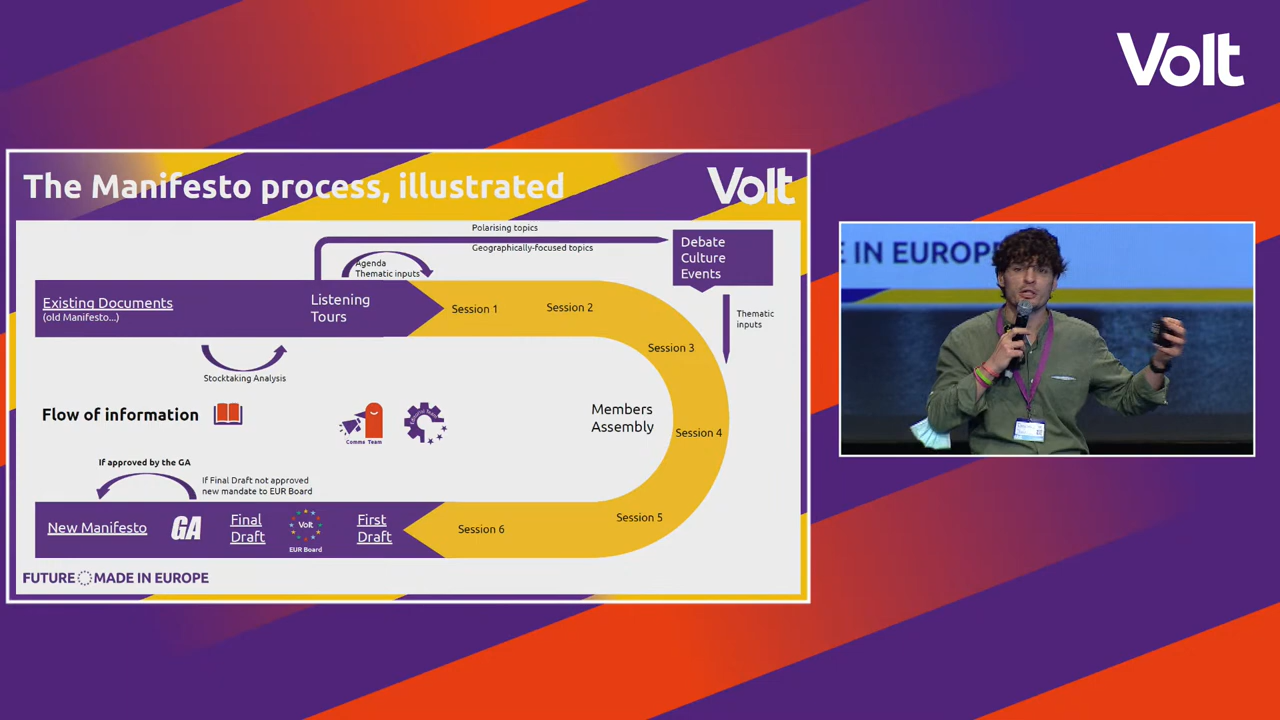 Volt
The Manifesto process, illustrated
Volt
Polarising topics
Geographically-focused topics
Debate
Culture
Events
Agenda
Thematic inputs
Existing Documents
(old Manifesto...)
Listening
Tours
Session 1
Session 2
Thematic
inputs
Session 3
Stocktaking Analysis
Flow of information
Comms Team
Members
Assembly
Session 4
If approved by the GA
If Final Draft not approved
new mandate to EUR Board
New Manifesto
GA
Final
Draft
Volt
EUR Board
First
Draft
Session 6
Session 5
FUTURE MADE IN EUROPE
E IN EUROPE